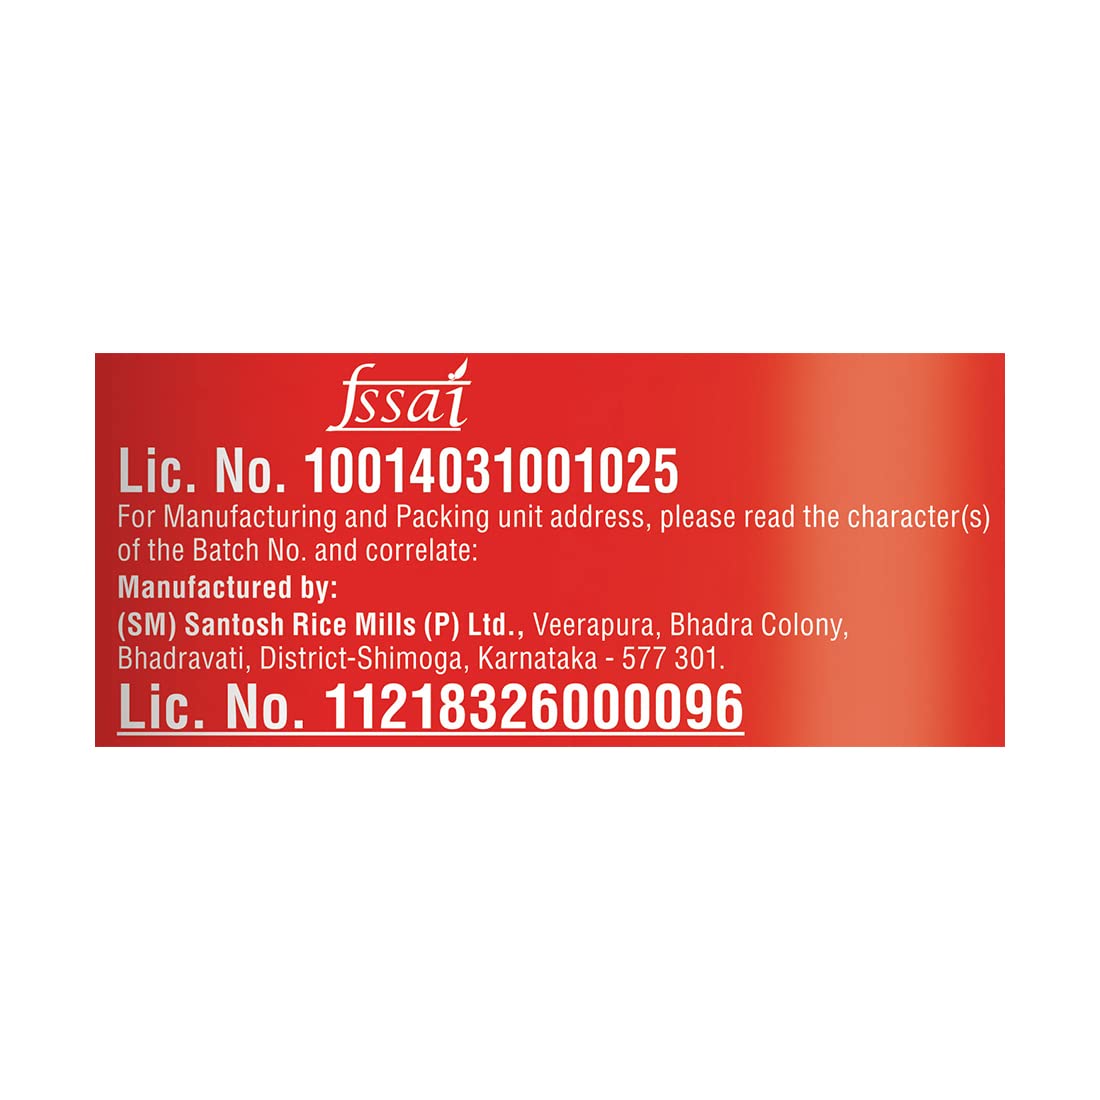 fssai
Lic. No. 10014031001025
For Manufacturing and Packing unit address, please read the character(s)
of the Batch No. and correlate:
Manufactured by:
(SM) Santosh Rice Mills (P) Ltd., Veerapura, Bhadra Colony,
Bhadravati, District-Shimoga, Karnataka - 577 301.
Lic. No. 11218326000096